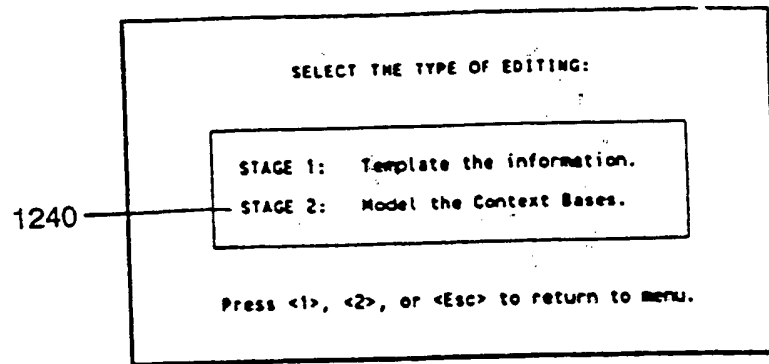 SELECT THE TYPE OF EDITING:
STAGE 1: Template the information.
1240 STAGE 2: Model the Context Bases.
Press <1>, <2>, or <Esc> to return to menu.